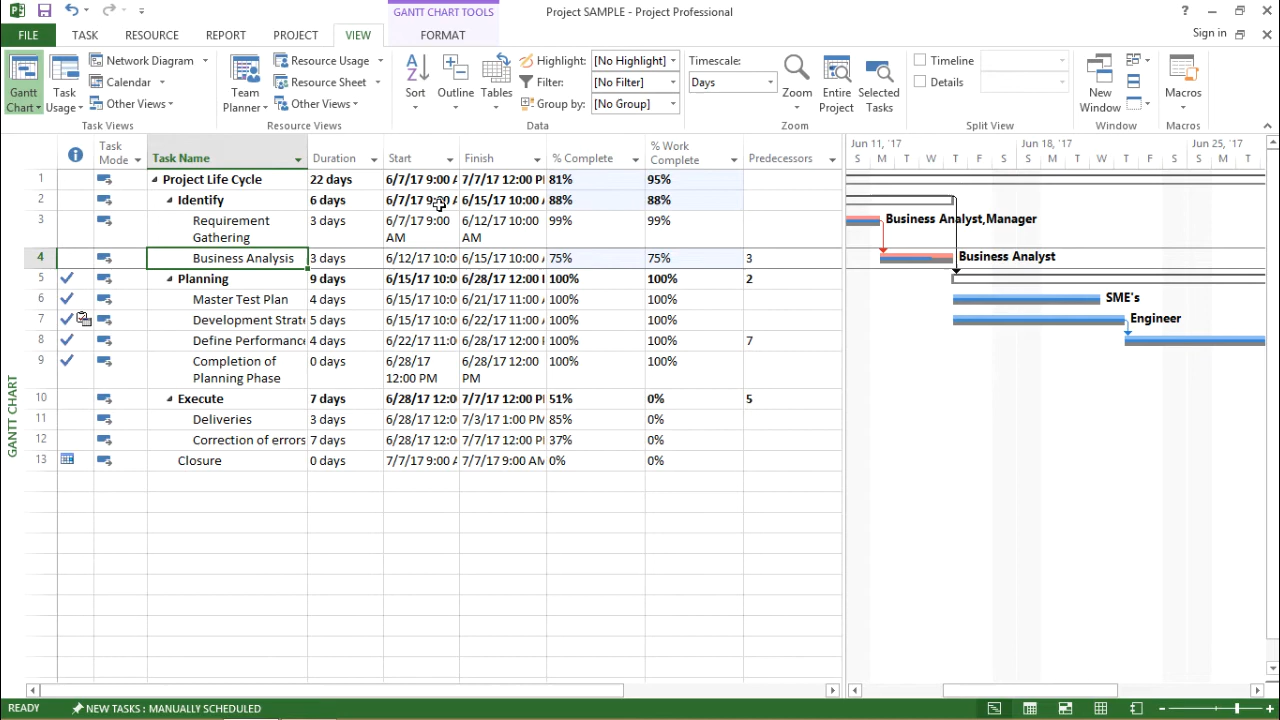 GANTT CHART TOOLS
Project SAMPLE - Project Professional
FILE TASK RESOURCE REPORT PROJECT VIEW FORMAT Sign in
Gantt Chart
Task Usage
Network Diagram
Calendar
Other Views
Task Views
Team Planner
Resource Usage
Resource Sheet
Other Views
Resource Views
Sort
Outline
Tables
Highlight: [No Highlight]
Filter: [No Filter]
Group by: [No Group]
Data
Timescale:
Days
Zoom
Entire Project
Selected Tasks
Zoom
Timeline
Details
Split View
New Window
Window
Macros
Macros
Task Mode Task Name Duration Start Finish % Complete % Work Complete Predecessors
1 Project Life Cycle 22 days 6/7/17 9:00 A 7/7/17 12:00 P 81% 95%
2 Identify 6 days 6/7/17 9:00 A 6/15/17 10:00 A 88% 88%
3 Requirement Gathering 3 days 6/7/17 9:00 AM 6/12/17 10:00 AM 99% 99%
4 Business Analysis 3 days 6/12/17 10:0 6/15/17 10:00 A 75% 75% 3
5 Planning 9 days 6/15/17 10:0 6/28/17 12:00 P 100% 100% 2
6 Master Test Plan 4 days 6/15/17 10:0 6/21/17 11:00 A 100% 100%
7 Development Strate 5 days 6/15/17 10:0 6/22/17 11:00 A 100% 100%
8 Define Performance 4 days 6/22/17 11:0 6/28/17 12:00 P 100% 100% 7
9 Completion of Planning Phase 0 days 6/28/17 12:00 PM 6/28/17 12:00 PM 100% 100%
10 Execute 7 days 6/28/17 12:0 7/7/17 12:00 P 51% 0% 5
11 Deliveries 3 days 6/28/17 12:0 7/3/17 1:00 PM 85% 0%
12 Correction of errors 7 days 6/28/17 12:0 7/7/17 12:00 P 37% 0%
13 Closure 0 days 7/7/17 9:00 A 7/7/17 9:00 AM 0% 0%
Jun 11, '17 Jun 18, '17 Jun 25, '17
S M T W T F S S M T W T F S S M T
Business Analyst,Manager
Business Analyst
SME's
Engineer
GANTT CHART
READY NEW TASKS : MANUALLY SCHEDULED